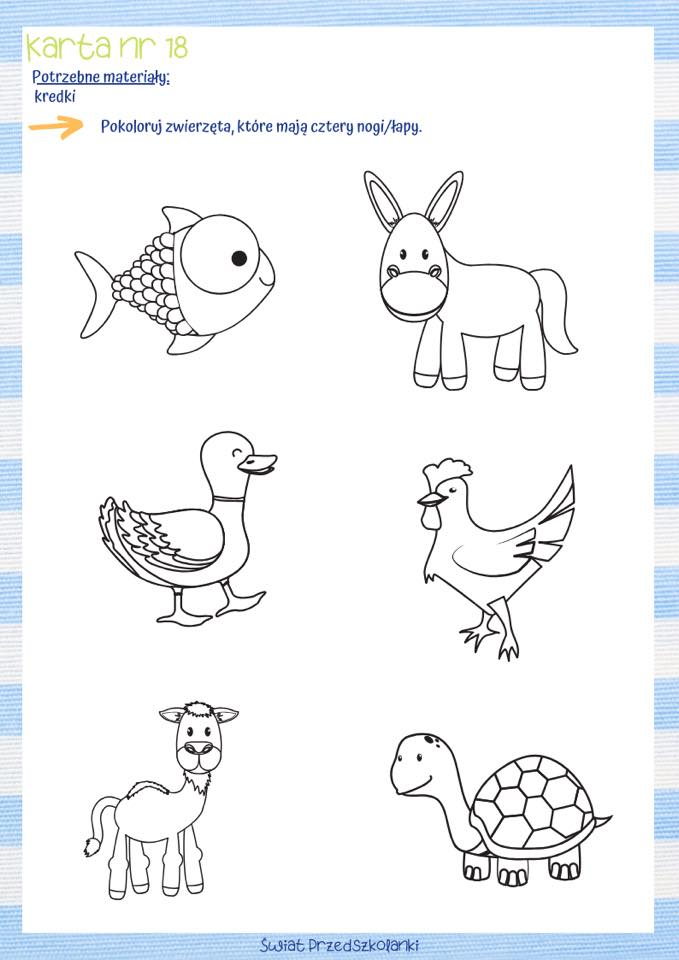 Karta nr 18
Potrzebne materiały:
kredki
Pokoloruj zwierzęta, które mają cztery nogi/łapy.
Świat Przedszkolanki